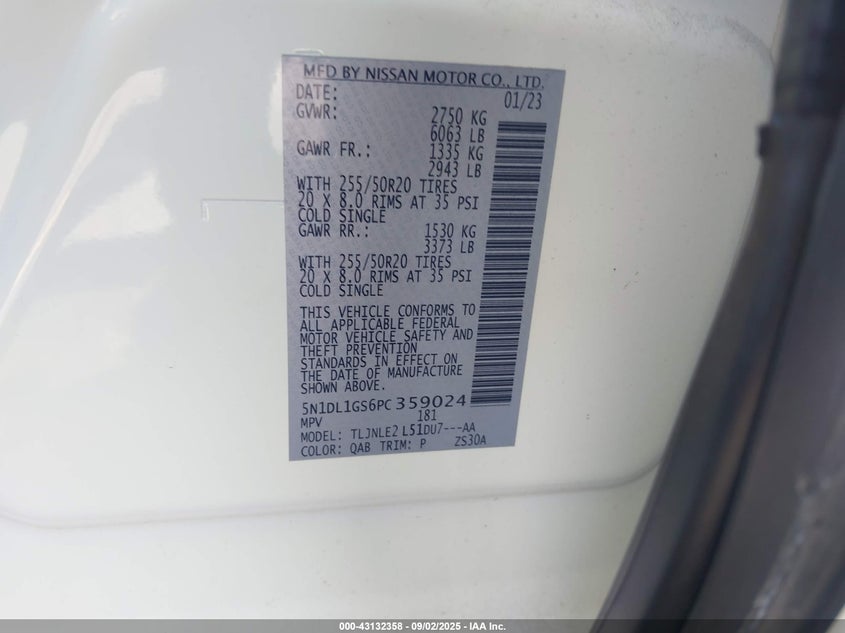 MFD BY NISSAN MOTOR CO., LTD.
DATE: 01/23
GVWR: 2750 KG
6063 LB
GAWR FR.: 1335 KG
2943 LB
WITH 255/50R20 TIRES
20 X 8.0 RIMS AT 35 PSI
COLD SINGLE
GAWR RR.: 1530 KG
3373 LB
WITH 255/50R20 TIRES
20 X 8.0 RIMS AT 35 PSI
COLD SINGLE
THIS VEHICLE CONFORMS TO
ALL APPLICABLE FEDERAL
MOTOR VEHICLE SAFETY AND
THEFT PREVENTION
STANDARDS IN EFFECT ON
THE DATE OF MANUFACTURE
SHOWN ABOVE.
5N1DL1GS6PC359024
MPV 181
MODEL: TLJNLE2 L51DU7---AA
COLOR: QAB TRIM: P ZS30A
000-43132358 - 09/02/2025 - IAA Inc.